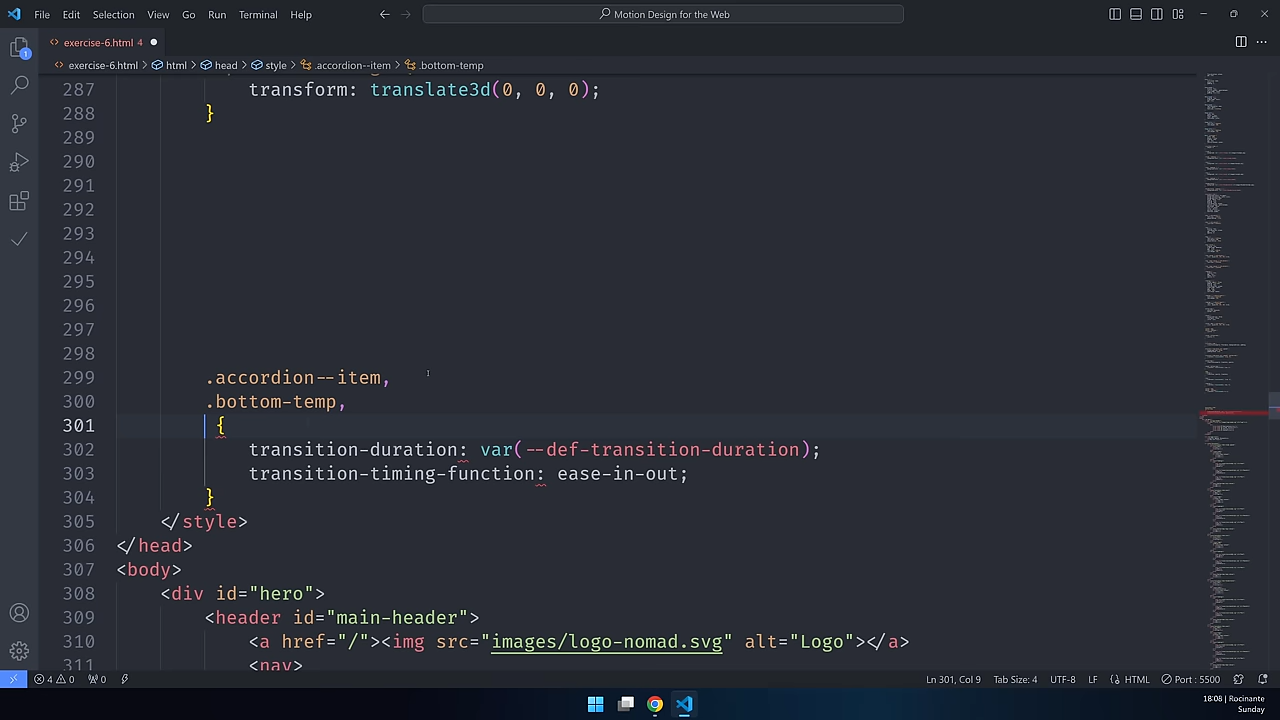 File Edit Selection View Go Run Terminal Help
Motion Design for the Web
exercise-6.html 4
exercise-6.html > html > head > style > .accordion--item > .bottom-temp
287 transform: translate3d(0, 0, 0);
288 }
289
290
291
292
293
294
295
296
297
298
299 .accordion--item,
300 .bottom-temp,
301 {
302 transition-duration: var(--def-transition-duration);
303 transition-timing-function: ease-in-out;
304 }
305 </style>
306 </head>
307 <body>
308 <div id="hero">
309 <header id="main-header">
310 <a href="#"><img src="images/logo-nomad.svg" alt="Logo"></a>
311 <nav>
1
4 0
Ln 301, Col 9 Tab Size: 4 UTF-8 LF HTML Port : 5500
18:08 | Rocinante
Sunday